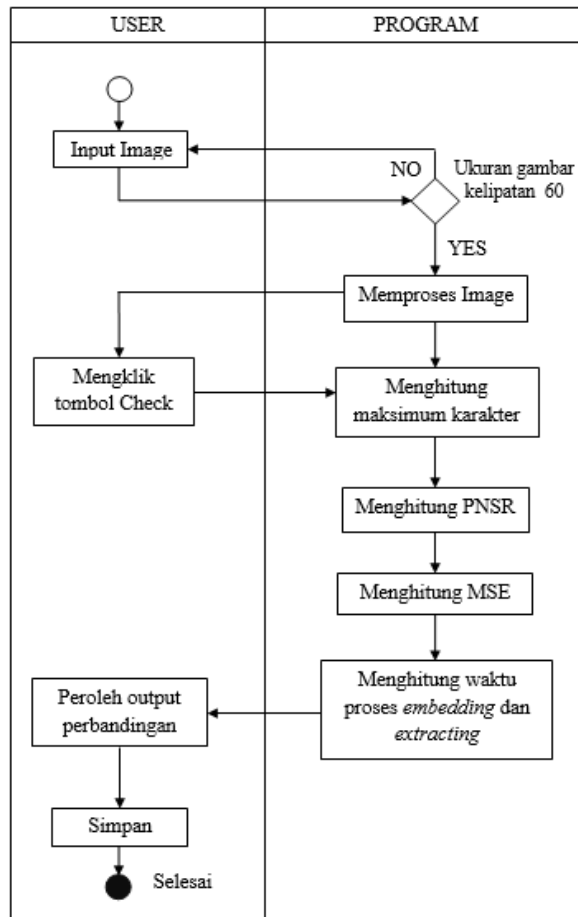 USER
PROGRAM
Input Image
NO
Ukuran gambar
kelipatan 60
YES
Memproses Image
Mengklik
tombol Check
Menghitung
maksimum karakter
Menghitung PNSR
Menghitung MSE
Menghitung waktu
proses embedding dan
extracting
Peroleh output
perbandingan
Simpan
Selesai